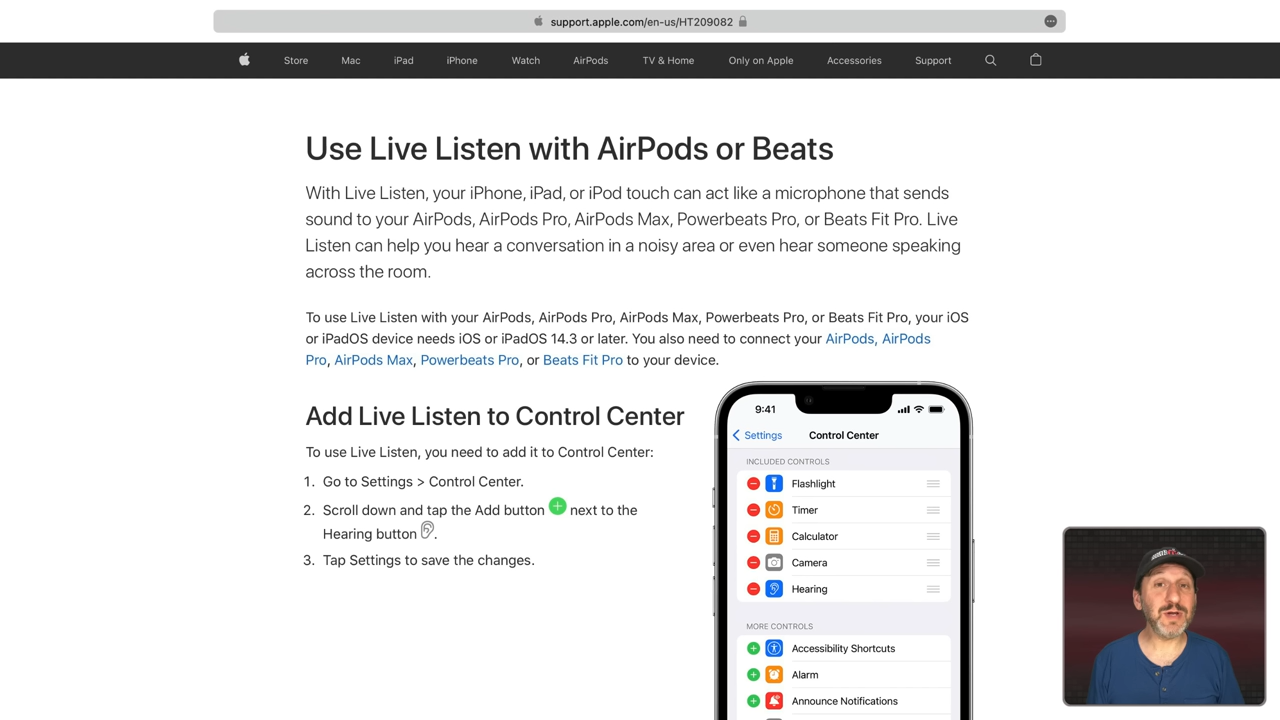 support.apple.com/en-us/HT209082
Store Mac iPad iPhone Watch AirPods TV & Home Only on Apple Accessories Support
Use Live Listen with AirPods or Beats
With Live Listen, your iPhone, iPad, or iPod touch can act like a microphone that sends
sound to your AirPods, AirPods Pro, AirPods Max, Powerbeats Pro, or Beats Fit Pro. Live
Listen can help you hear a conversation in a noisy area or even hear someone speaking
across the room.
To use Live Listen with your AirPods, AirPods Pro, AirPods Max, Powerbeats Pro, or Beats Fit Pro, your iOS
or iPadOS device needs iOS or iPadOS 14.3 or later. You also need to connect your AirPods, AirPods
Pro, AirPods Max, Powerbeats Pro, or Beats Fit Pro to your device.
Add Live Listen to Control Center
To use Live Listen, you need to add it to Control Center:
1. Go to Settings > Control Center.
2. Scroll down and tap the Add button next to the
Hearing button .
3. Tap Settings to save the changes.
9:41
Settings Control Center
INCLUDED CONTROLS
Flashlight
Timer
Calculator
Camera
Hearing
MORE CONTROLS
Accessibility Shortcuts
Alarm
Announce Notifications